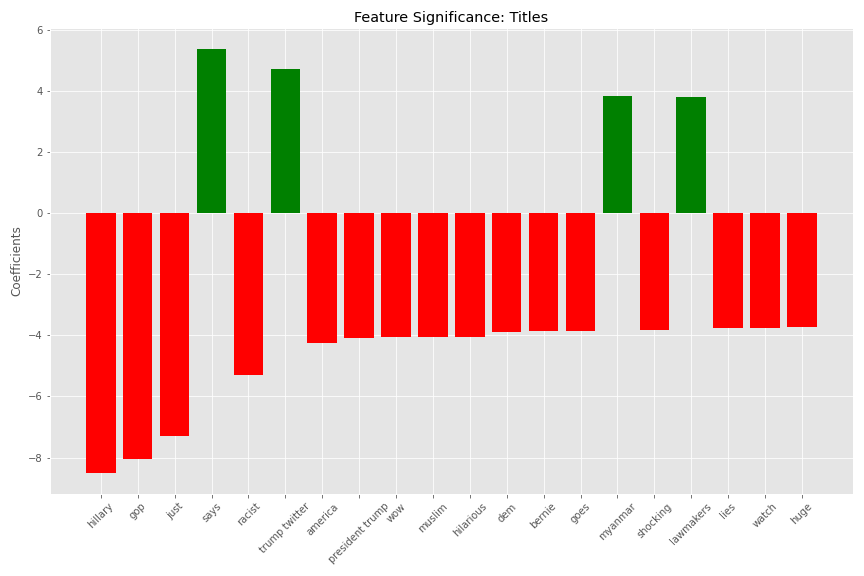 Feature Significance: Titles
Coefficients
6
4
2
0
−2
−4
−6
−8
hillary
gop
just
says
racist
trump twitter
america
president trump
wow
muslim
hilarious
dem
bernie
goes
myanmar
shocking
lawmakers
lies
watch
huge